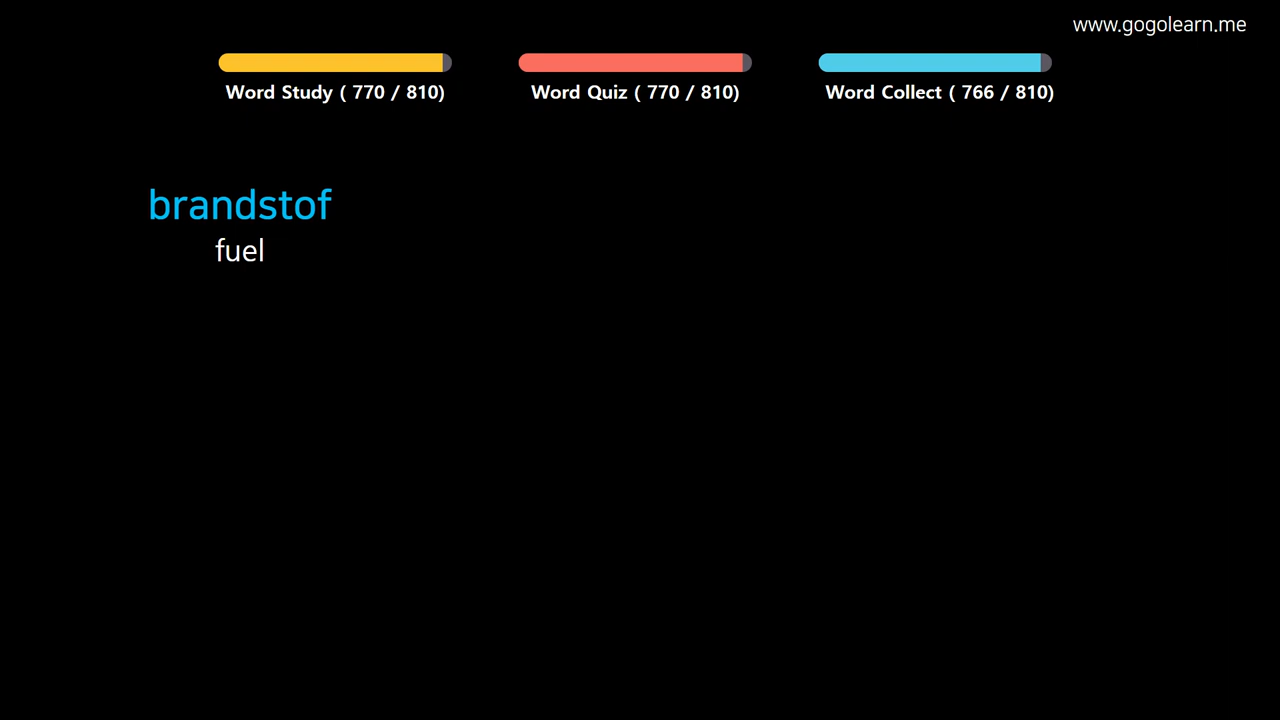 www.gogolearn.me
Word Study ( 770 / 810)
Word Quiz ( 770 / 810)
Word Collect ( 766 / 810)
brandstof
fuel